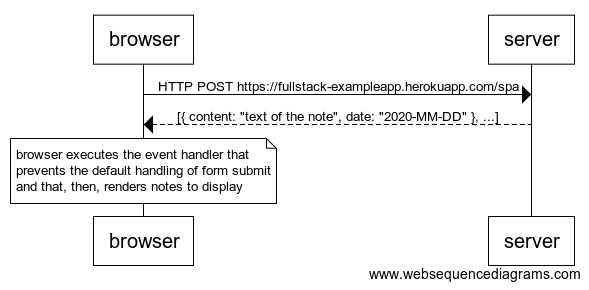 browser
server
HTTP POST https://fullstack-exampleapp.herokuapp.com/spa
[{ content: "text of the note", date: "2020-MM-DD" }, ...]
browser executes the event handler that
prevents the default handling of form submit
and that, then, renders notes to display
browser
server
www.websequencediagrams.com